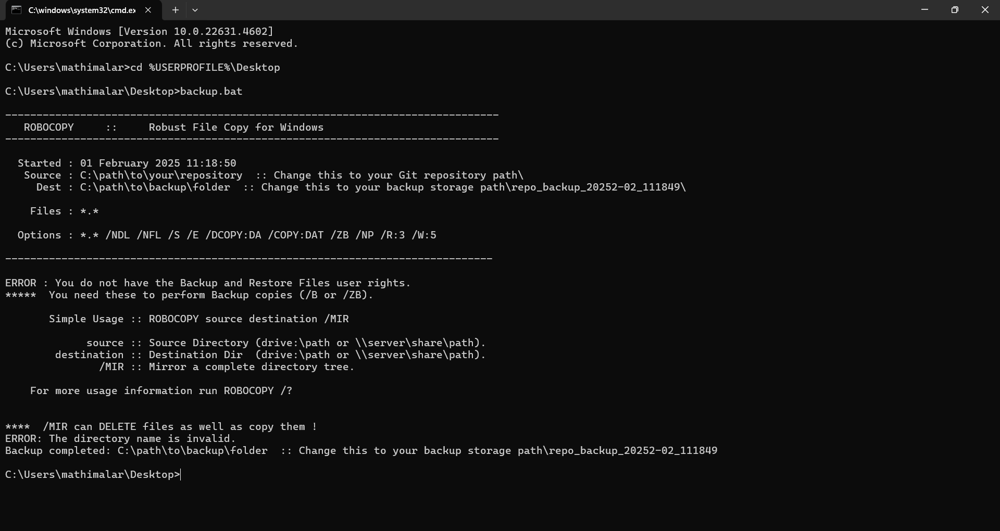 C:\windows\system32\cmd.ex
Microsoft Windows [Version 10.0.22631.4602]
(c) Microsoft Corporation. All rights reserved.
C:\Users\mathimalar>cd %USERPROFILE%\Desktop
C:\Users\mathimalar\Desktop>backup.bat
-------------------------------------------------------------------------------
ROBOCOPY     ::     Robust File Copy for Windows
-------------------------------------------------------------------------------
Started : 01 February 2025 11:18:50
Source : C:\path\to\your\repository  :: Change this to your Git repository path\
Dest : C:\path\to\backup\folder  :: Change this to your backup storage path\repo_backup_20252-02_111849\
Files : *.*
Options : *.* /NDL /NFL /S /E /DCOPY:DA /COPY:DAT /ZB /NP /R:3 /W:5
------------------------------------------------------------------------------
ERROR : You do not have the Backup and Restore Files user rights.
*****  You need these to perform Backup copies (/B or /ZB).
Simple Usage :: ROBOCOPY source destination /MIR
source :: Source Directory (drive:\path or \\server\share\path).
destination :: Destination Dir  (drive:\path or \\server\share\path).
/MIR :: Mirror a complete directory tree.
For more usage information run ROBOCOPY /?
****  /MIR can DELETE files as well as copy them !
ERROR: The directory name is invalid.
Backup completed: C:\path\to\backup\folder  :: Change this to your backup storage path\repo_backup_20252-02_111849
C:\Users\mathimalar\Desktop>